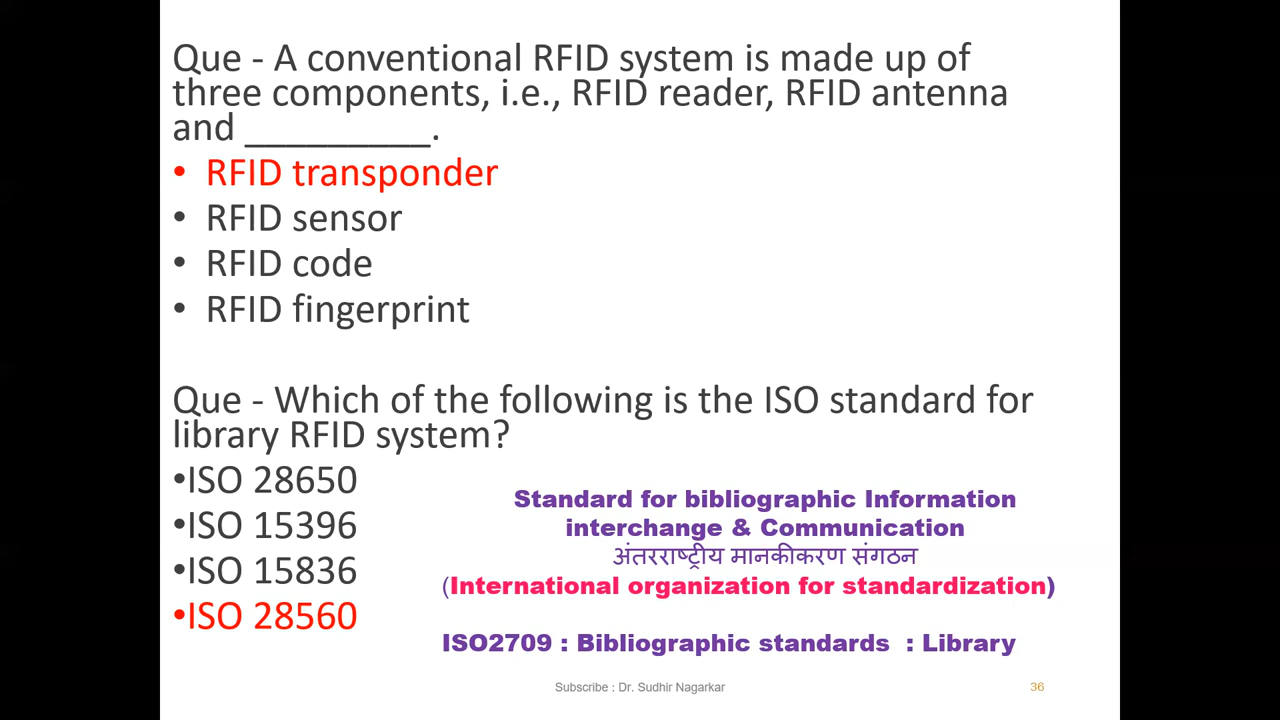 Que - A conventional RFID system is made up of
three components, i.e., RFID reader, RFID antenna
and __________.
• RFID transponder
• RFID sensor
• RFID code
• RFID fingerprint
Que - Which of the following is the ISO standard for
library RFID system?
•ISO 28650
•ISO 15396
•ISO 15836
•ISO 28560
Standard for bibliographic Information
interchange & Communication
अंतरराष्ट्रीय मानकीकरण संगठन
(International organization for standardization)
ISO2709 : Bibliographic standards : Library
Subscribe : Dr. Sudhir Nagarkar
36